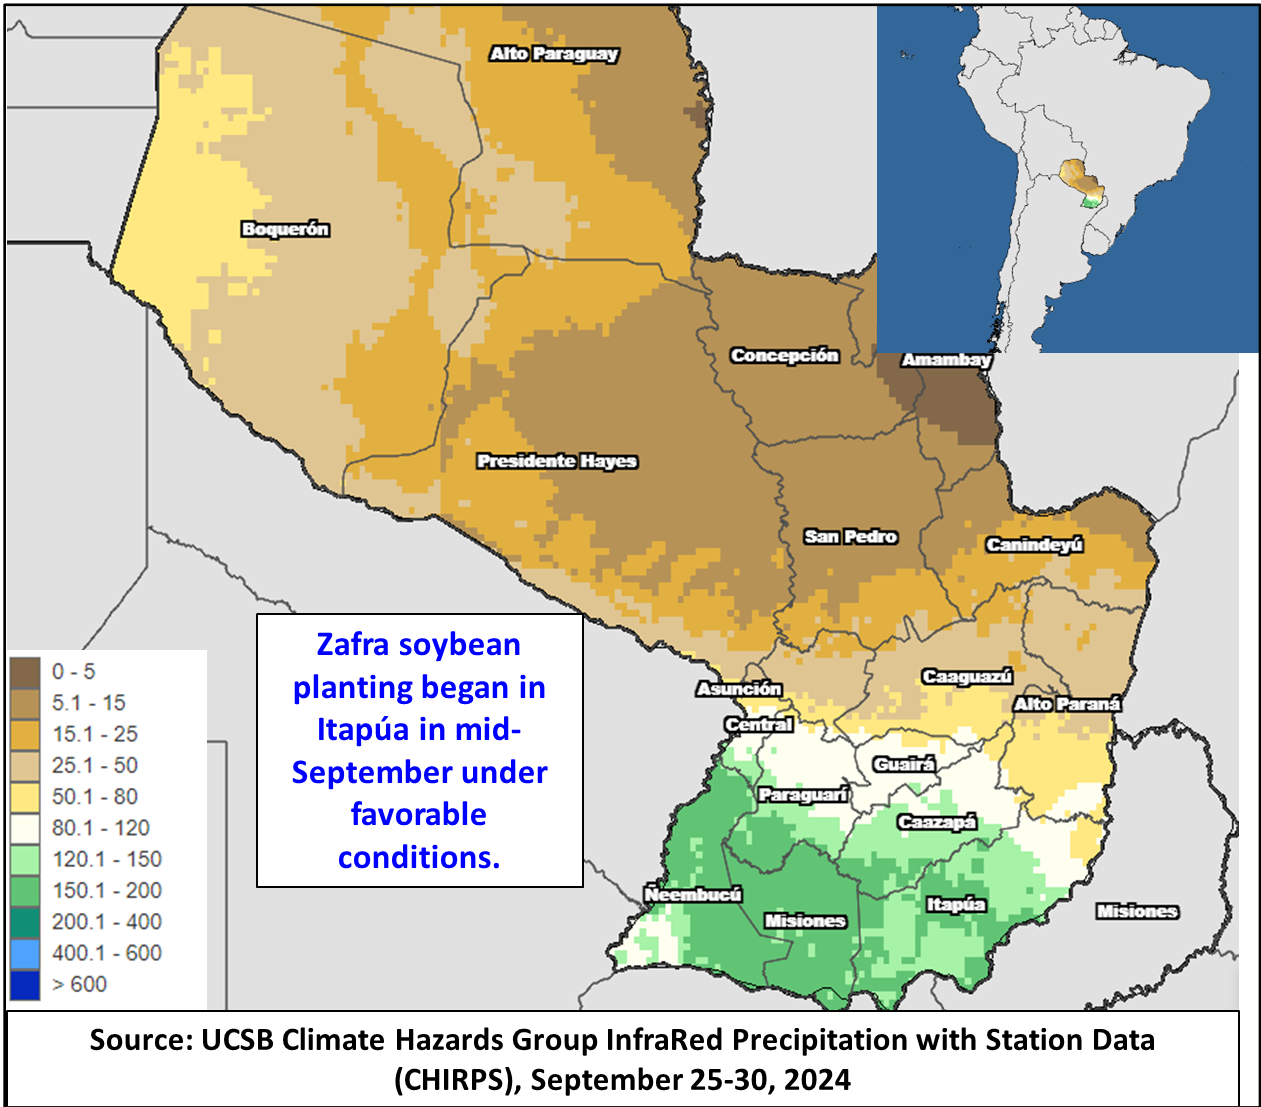 Alto Paraguay
Boquerón
Concepción
Amambay
Presidente Hayes
San Pedro
Canindeyú
Zafra soybean
planting began in
Itapúa in mid-
September under
favorable
conditions.
Caaguazú
Asunción
Alto Paraná
Central
Guairá
Paraguarí
Caazapá
Ñeembucú
Itapúa
Misiones
Misiones
0 - 5
5.1 - 15
15.1 - 25
25.1 - 50
50.1 - 80
80.1 - 120
120.1 - 150
150.1 - 200
200.1 - 400
400.1 - 600
> 600
Source: UCSB Climate Hazards Group InfraRed Precipitation with Station Data
(CHIRPS), September 25-30, 2024